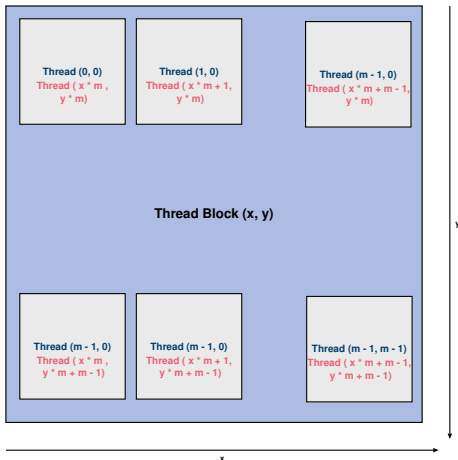 Thread (0, 0)
Thread ( x * m ,
y * m)
Thread (1, 0)
Thread ( x * m + 1,
y * m)
Thread (m - 1, 0)
Thread ( x * m + m - 1,
y * m)
Thread Block (x, y)
y
Thread (m - 1, 0)
Thread ( x * m ,
y * m + m - 1)
Thread (m - 1, 0)
Thread ( x * m + 1,
y * m + m - 1)
Thread (m - 1, m - 1)
Thread ( x * m + m - 1,
y * m + m - 1)
x